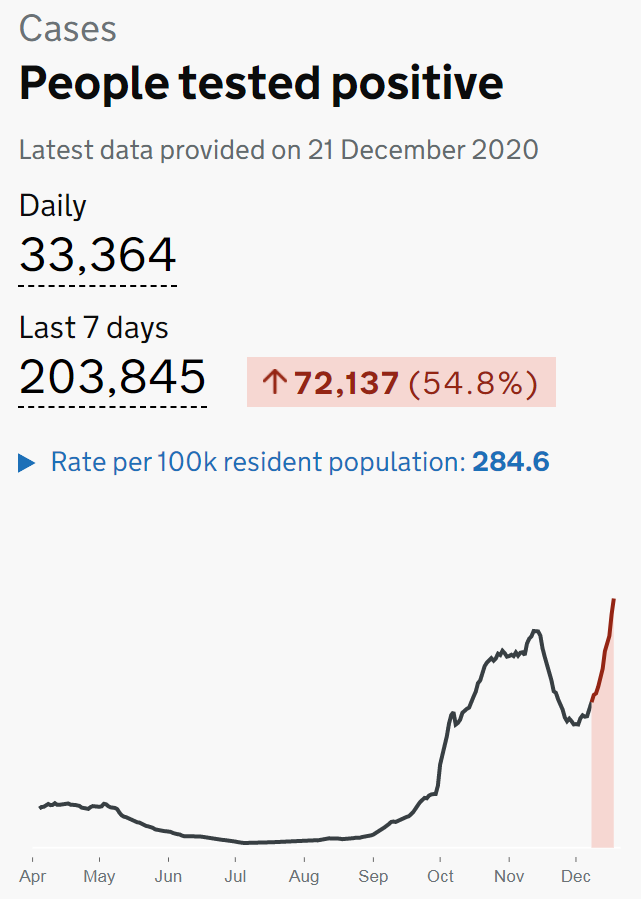 Cases
People tested positive
Latest data provided on 21 December 2020
Daily
33,364
Last 7 days
203,845 ↑ 72,137 (54.8%)
▶ Rate per 100k resident population: 284.6
Apr May Jun Jul Aug Sep Oct Nov Dec